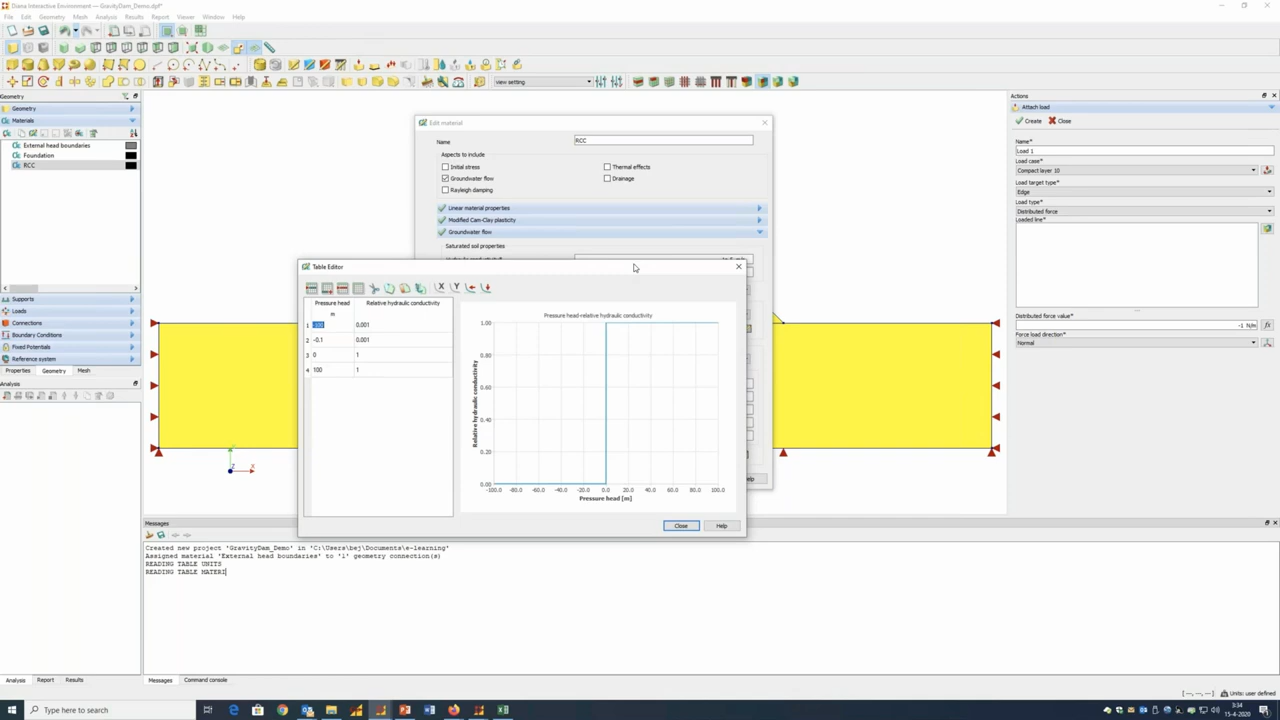 Diana Interactive Environment — GravityDam_Demo.dpf*
File Edit Geometry Mesh Analysis Results Report Viewer Window Help
view setting
Geometry
Geometry
Materials
External head boundaries
Foundation
RCC
Supports
Loads
Connections
Boundary Conditions
Fixed Potentials
Reference system
Properties Geometry Mesh
Analysis
Analysis Report Results
Edit material
Name RCC
Aspects to include
Initial stress Thermal effects
Groundwater flow Drainage
Rayleigh damping
Linear material properties
Modified Cam-Clay plasticity
Groundwater flow
Saturated soil properties
Table Editor
X Y
Pressure head Relative hydraulic conductivity
m
1 -100 0.001
2 -0.1 0.001
3 0 1
4 100 1
Pressure head-relative hydraulic conductivity
Relative hydraulic conductivity
1.00
0.80
0.60
0.40
0.20
0.00
-100.0 -80.0 -60.0 -40.0 -20.0 0.0 20.0 40.0 60.0 80.0 100.0
Pressure head [m]
Close Help
Y
Z X
Messages
Created new project 'GravityDam_Demo' in 'C:\Users\bej\Documents\e-learning'
Assigned material 'External head boundaries' to '1' geometry connection(s)
READING TABLE UNITS
READING TABLE MATERI
Messages Command console
Actions
Attach load
Create Close
Name*
Load 1
Load case*
Compact layer 10
Load target type*
Edge
Load type*
Distributed force
Loaded line*
Distributed force value*
-1 N/m
Force load direction*
Normal
[---, ---, ---] Units: user defined
Type here to search
3:34
15-4-2020